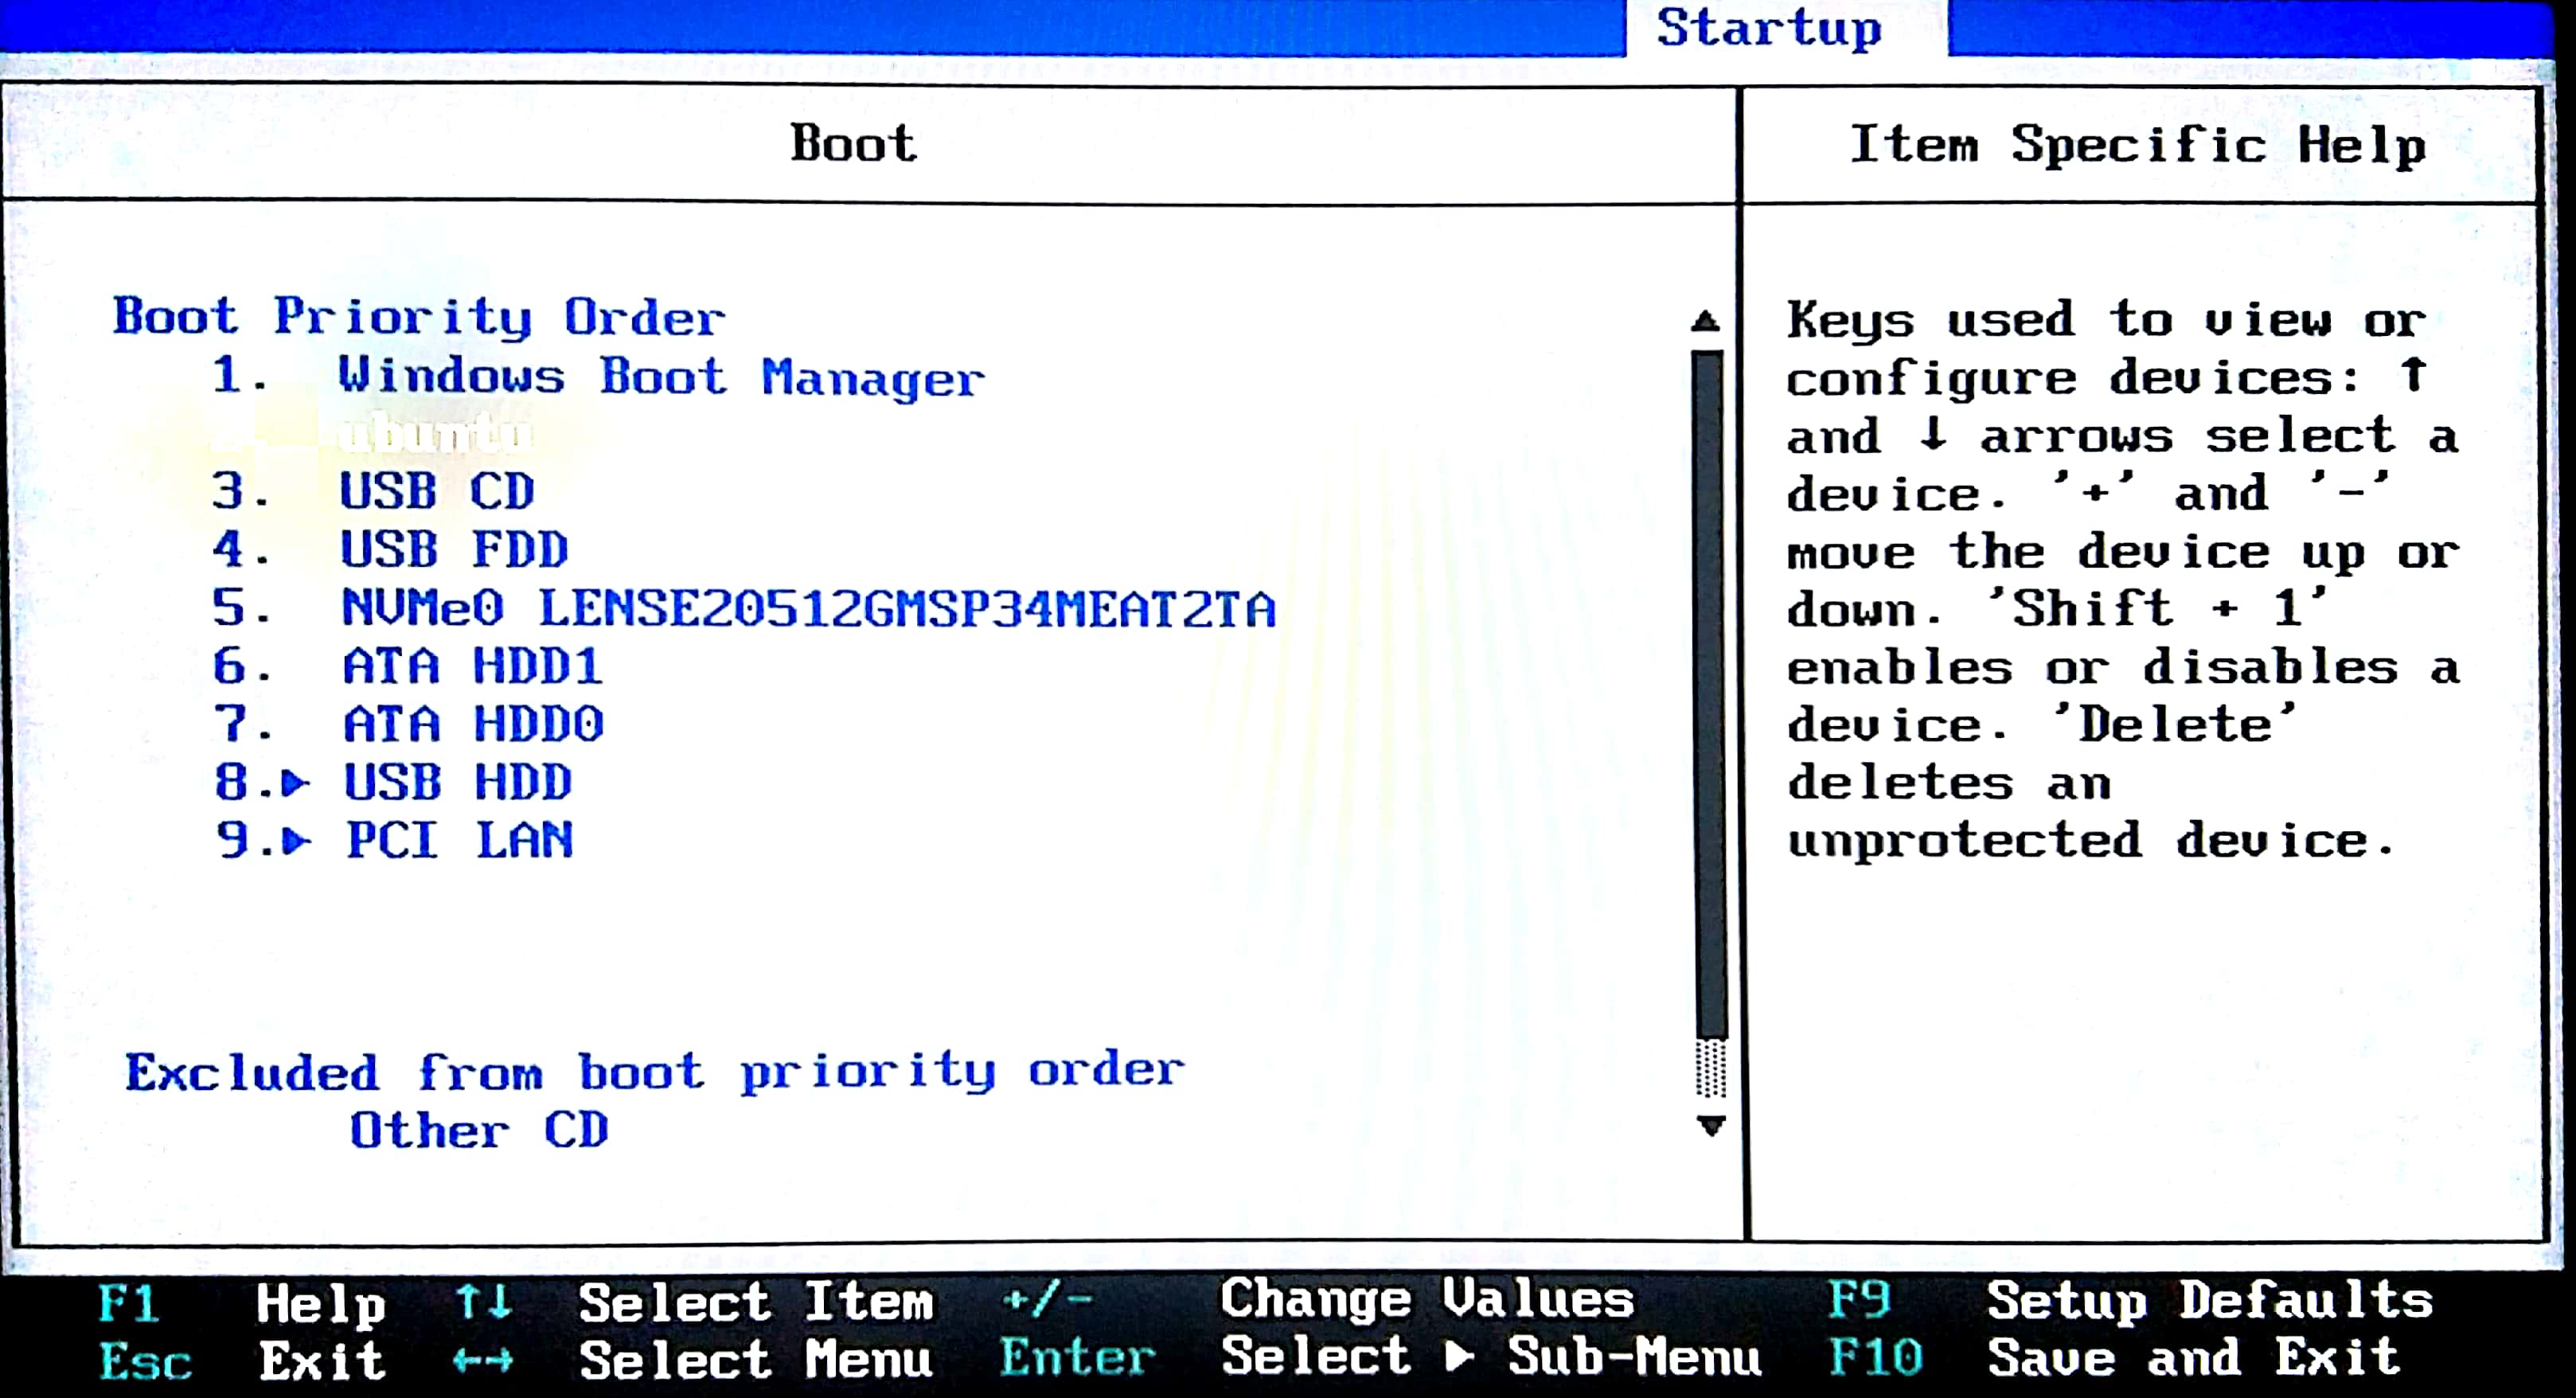 Startup
Boot
Item Specific Help
Boot Priority Order
1. Windows Boot Manager
ubuntu
3. USB CD
4. USB FDD
5. NVMe0 LENSE20512GMSP34MEAT2TA
6. ATA HDD1
7. ATA HDD0
8.▶ USB HDD
9.▶ PCI LAN
Excluded from boot priority order
Other CD
Keys used to view or
configure devices: ↑
and ↓ arrows select a
device. '+' and '-'
move the device up or
down. 'Shift + 1'
enables or disables a
device. 'Delete'
deletes an
unprotected device.
F1 Help ↑↓ Select Item +/- Change Values F9 Setup Defaults
Esc Exit ←→ Select Menu Enter Select ▶ Sub-Menu F10 Save and Exit